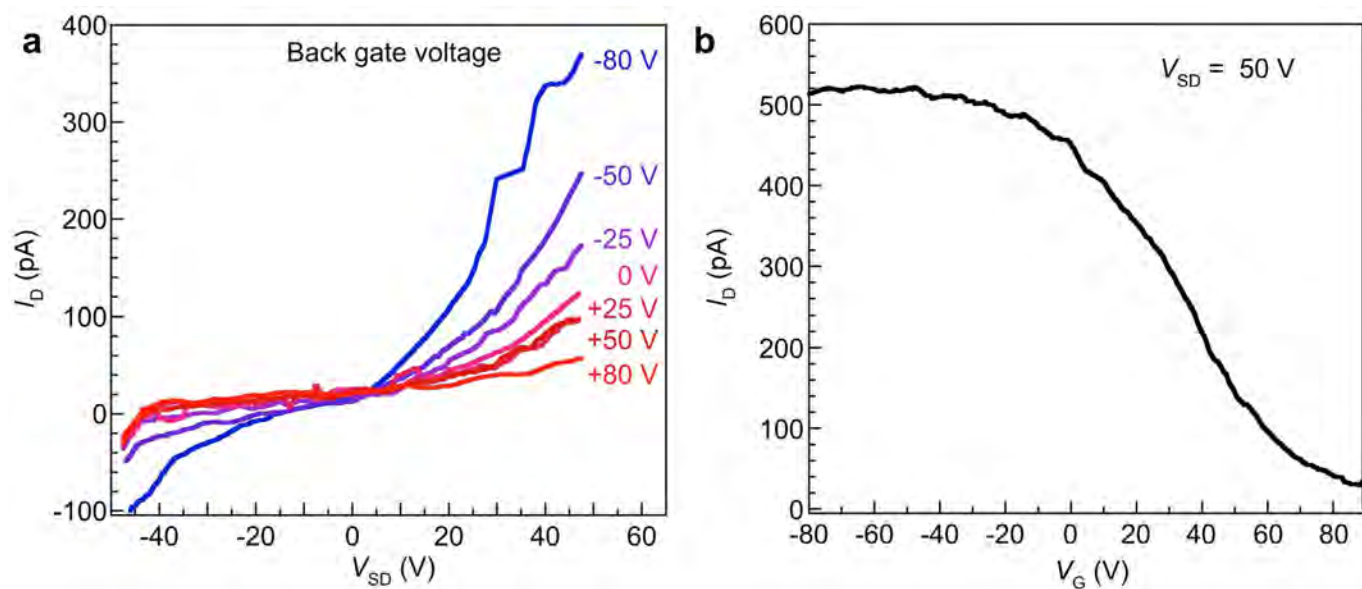 a
Back gate voltage
400
300
200
100
0
-100
I_D (pA)
-80 V
-50 V
-25 V
0 V
+25 V
+50 V
+80 V
-40 -20 0 20 40 60
V_SD (V)
b
V_SD = 50 V
600
500
400
300
200
100
0
I_D (pA)
-80 -60 -40 -20 0 20 40 60 80
V_G (V)